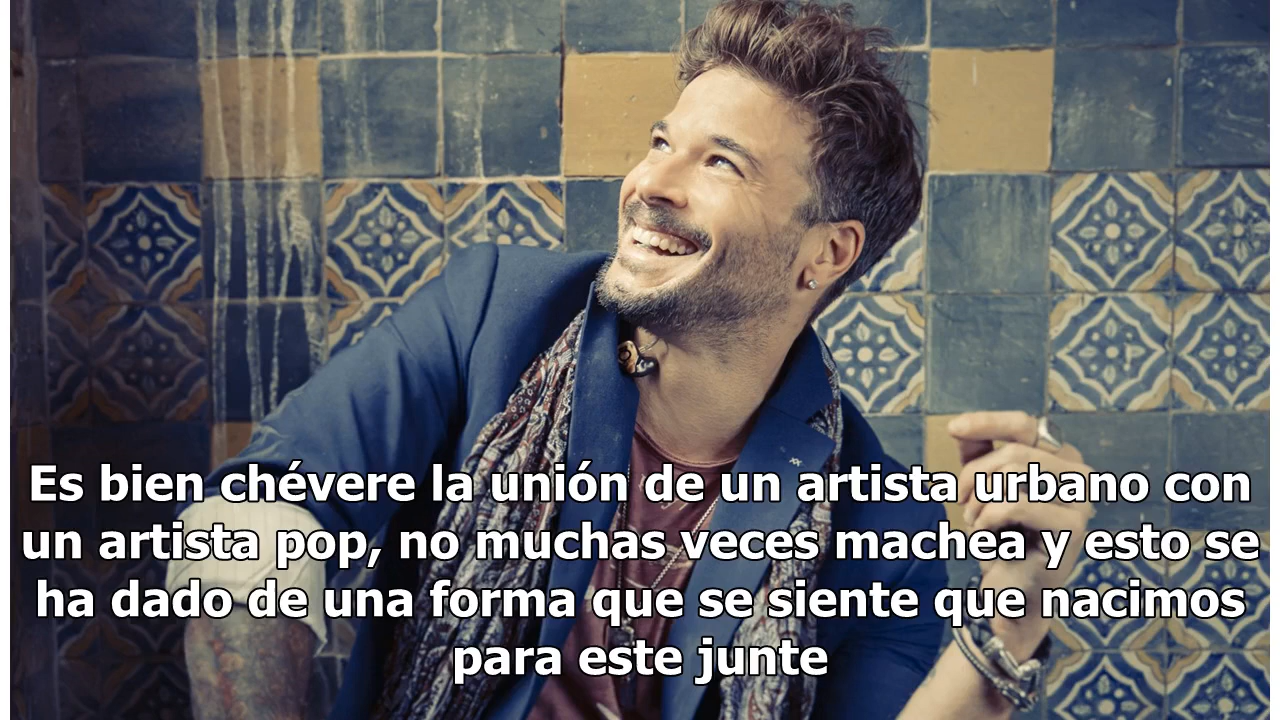 Es bien chévere la unión de un artista urbano con
un artista pop, no muchas veces machea y esto se
ha dado de una forma que se siente que nacimos
para este junte